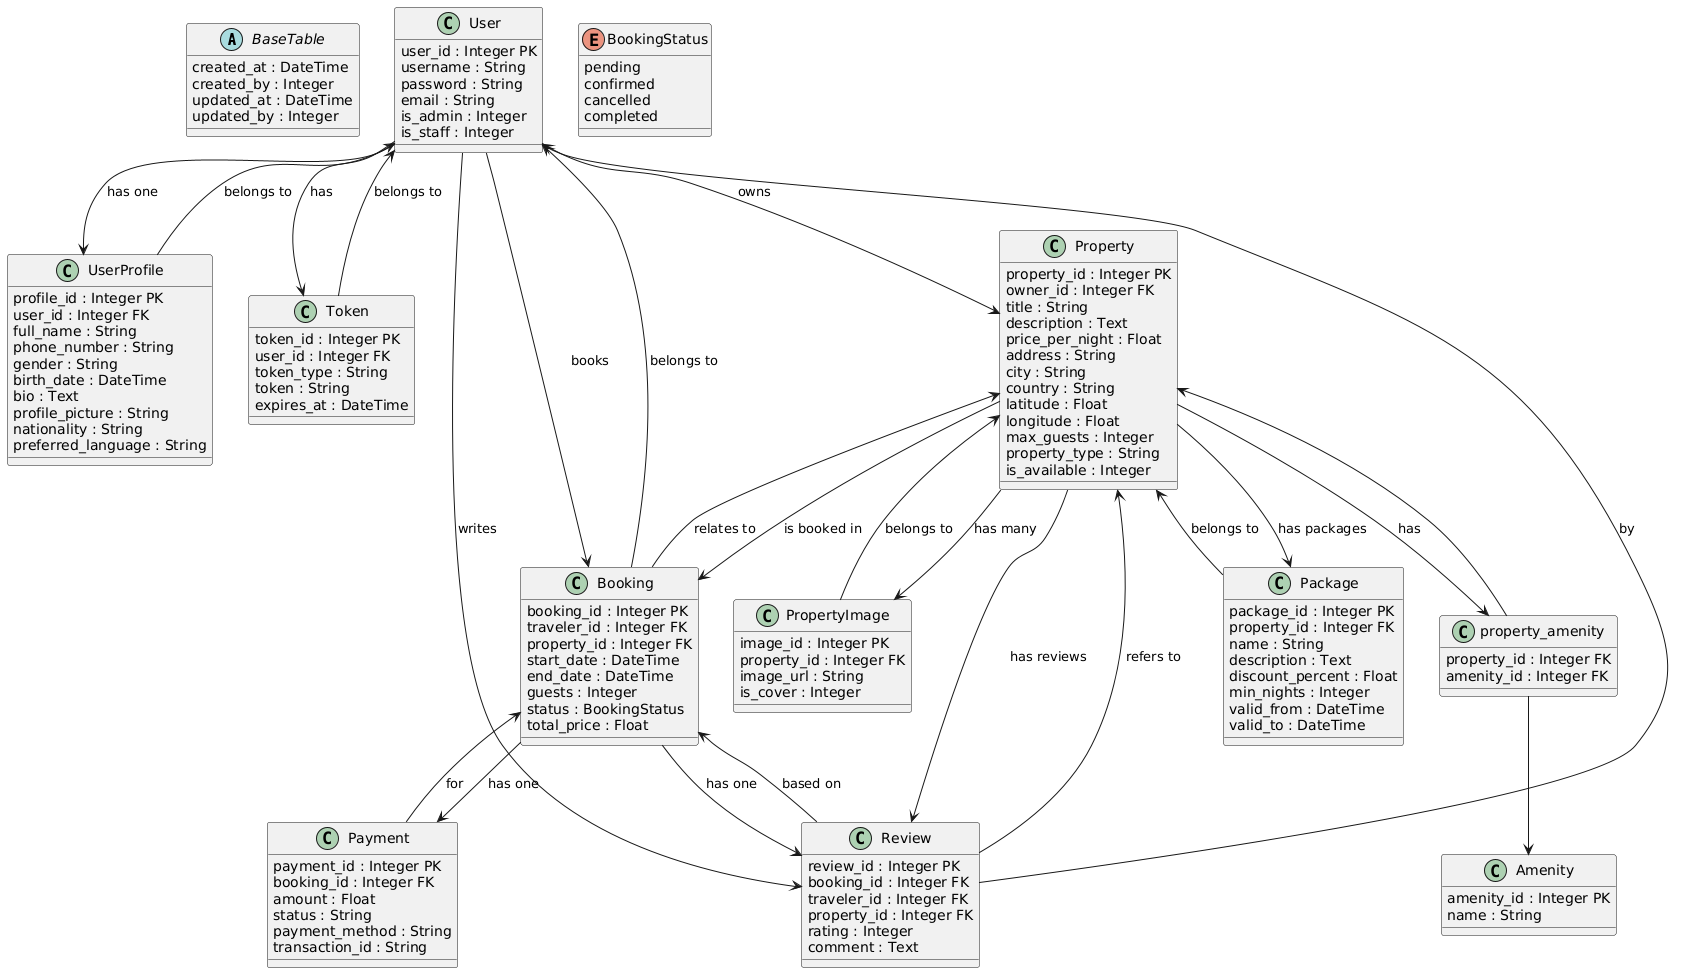 A BaseTable
created_at : DateTime
created_by : Integer
updated_at : DateTime
updated_by : Integer
C User
user_id : Integer PK
username : String
password : String
email : String
is_admin : Integer
is_staff : Integer
E BookingStatus
pending
confirmed
cancelled
completed
has one
belongs to
has
belongs to
owns
C UserProfile
profile_id : Integer PK
user_id : Integer FK
full_name : String
phone_number : String
gender : String
birth_date : DateTime
bio : Text
profile_picture : String
nationality : String
preferred_language : String
C Token
token_id : Integer PK
user_id : Integer FK
token_type : String
token : String
expires_at : DateTime
books
belongs to
C Property
property_id : Integer PK
owner_id : Integer FK
title : String
description : Text
price_per_night : Float
address : String
city : String
country : String
latitude : Float
longitude : Float
max_guests : Integer
property_type : String
is_available : Integer
writes
relates to
is booked in
belongs to
has many
belongs to
has packages
has
by
C Booking
booking_id : Integer PK
traveler_id : Integer FK
property_id : Integer FK
start_date : DateTime
end_date : DateTime
guests : Integer
status : BookingStatus
total_price : Float
C PropertyImage
image_id : Integer PK
property_id : Integer FK
image_url : String
is_cover : Integer
has reviews
refers to
C Package
package_id : Integer PK
property_id : Integer FK
name : String
description : Text
discount_percent : Float
min_nights : Integer
valid_from : DateTime
valid_to : DateTime
C property_amenity
property_id : Integer FK
amenity_id : Integer FK
for
has one
has one
based on
C Payment
payment_id : Integer PK
booking_id : Integer FK
amount : Float
status : String
payment_method : String
transaction_id : String
C Review
review_id : Integer PK
booking_id : Integer FK
traveler_id : Integer FK
property_id : Integer FK
rating : Integer
comment : Text
C Amenity
amenity_id : Integer PK
name : String